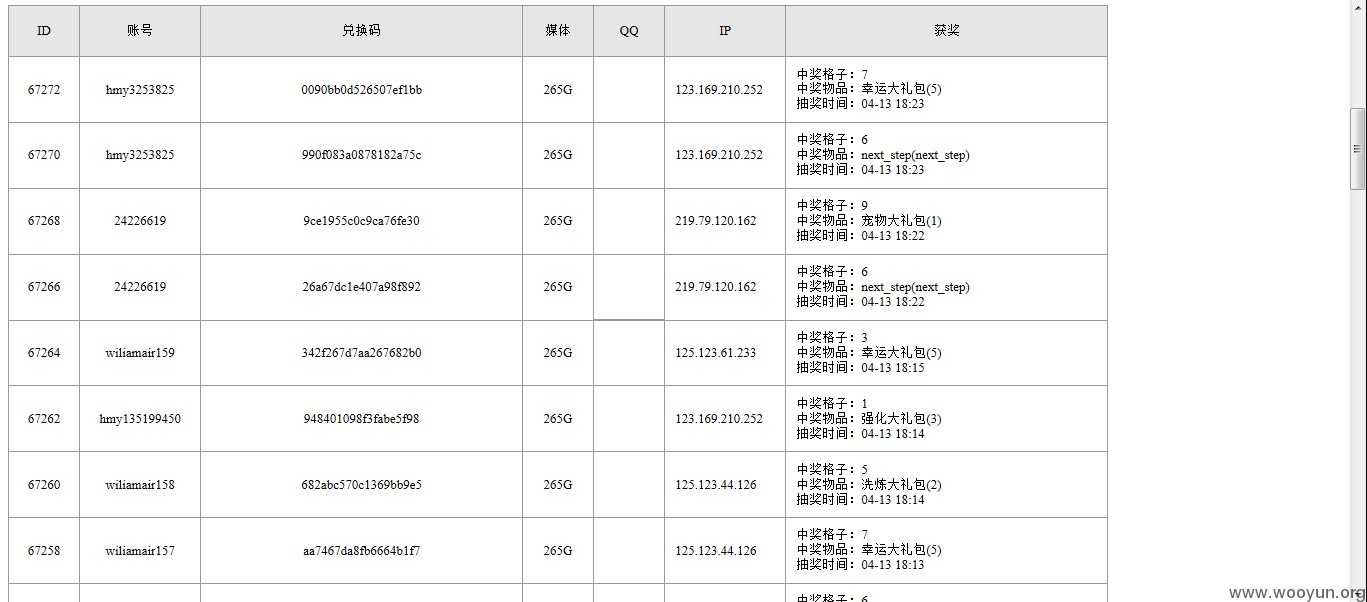 ID 账号 兑换码 媒体 QQ IP 获奖
67272 hmy3253825 0090bb0d526507ef1bb 265G 123.169.210.252 中奖格子：7
中奖物品：幸运大礼包(5)
抽奖时间：04-13 18:23
67270 hmy3253825 990f083a0878182a75c 265G 123.169.210.252 中奖格子：6
中奖物品：next_step(next_step)
抽奖时间：04-13 18:23
67268 24226619 9ce1955c0c9ca76fe30 265G 219.79.120.162 中奖格子：9
中奖物品：宠物大礼包(1)
抽奖时间：04-13 18:22
67266 24226619 26a67dc1e407a98f892 265G 219.79.120.162 中奖格子：6
中奖物品：next_step(next_step)
抽奖时间：04-13 18:22
67264 wiliamair159 342f267d7aa267682b0 265G 125.123.61.233 中奖格子：3
中奖物品：幸运大礼包(5)
抽奖时间：04-13 18:15
67262 hmy135199450 948401098f3fabe5f98 265G 123.169.210.252 中奖格子：1
中奖物品：强化大礼包(3)
抽奖时间：04-13 18:14
67260 wiliamair158 682abc570c1369bb9e5 265G 125.123.44.126 中奖格子：5
中奖物品：洗炼大礼包(2)
抽奖时间：04-13 18:14
67258 wiliamair157 aa7467da8fb6664b1f7 265G 125.123.44.126 中奖格子：7
中奖物品：幸运大礼包(5)
抽奖时间：04-13 18:13
中奖格子：6
www.wooyun.org